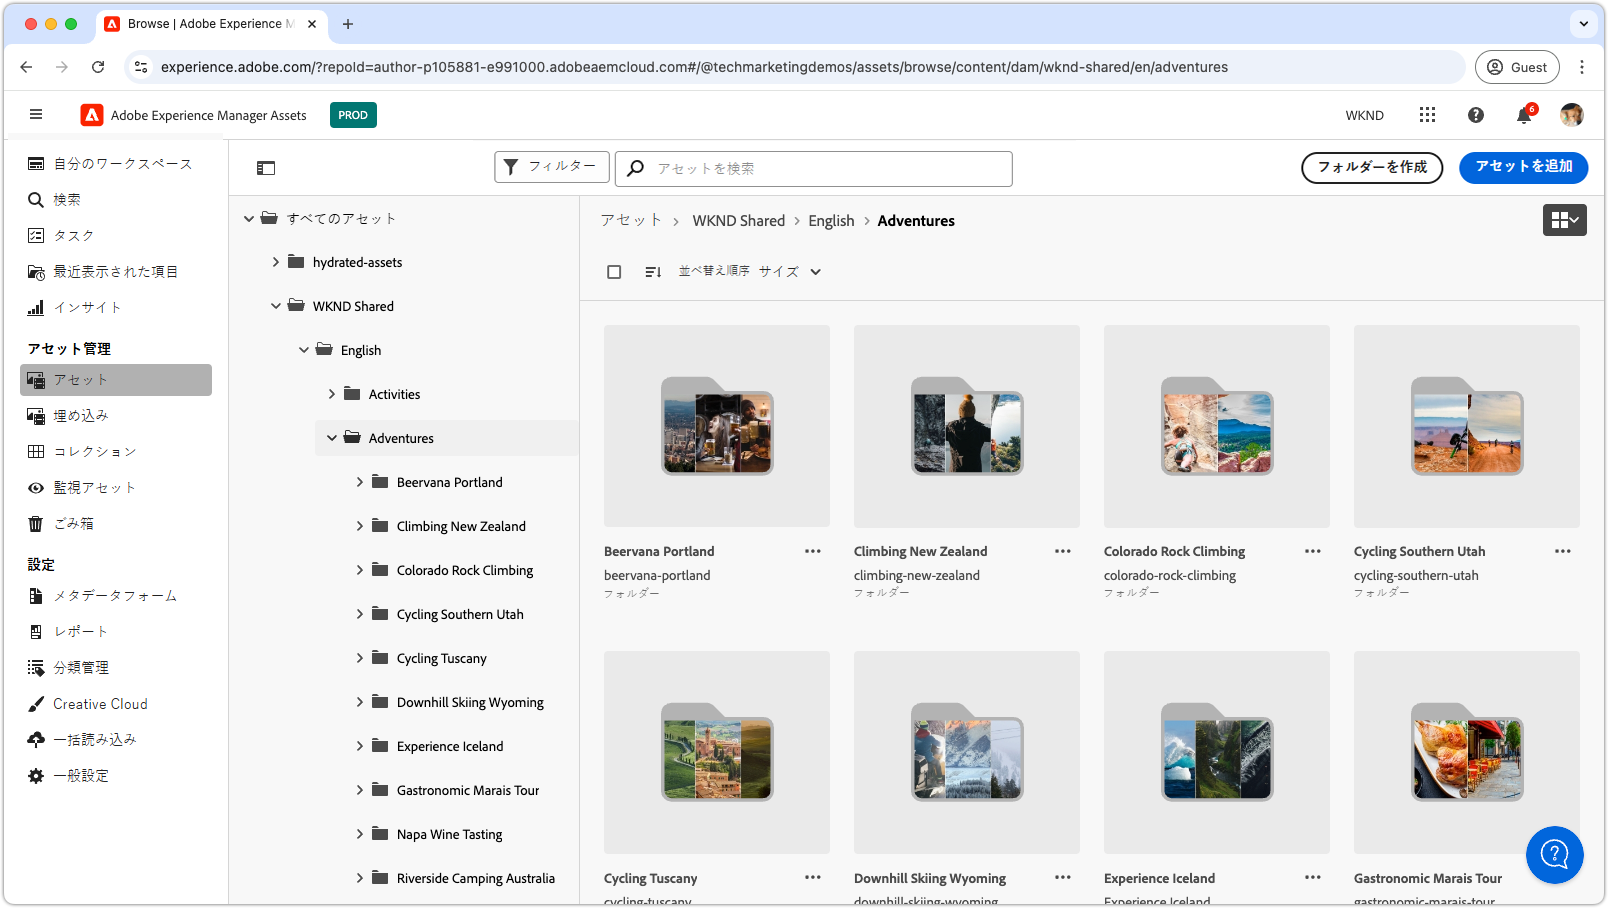 Browse | Adobe Experience M
experience.adobe.com/?repoId=author-p105881-e991000.adobeaemcloud.com#/@techmarketingdemos/assets/browse/content/dam/wknd-shared/en/adventures
Guest
Adobe Experience Manager Assets
PROD
WKND
6
自分のワークスペース
検索
タスク
最近表示された項目
インサイト
アセット管理
アセット
埋め込み
コレクション
監視アセット
ごみ箱
設定
メタデータフォーム
レポート
分類管理
Creative Cloud
一括読み込み
一般設定
フィルター
アセットを検索
フォルダーを作成
アセットを追加
すべてのアセット
hydrated-assets
WKND Shared
English
Activities
Adventures
Beervana Portland
Climbing New Zealand
Colorado Rock Climbing
Cycling Southern Utah
Cycling Tuscany
Downhill Skiing Wyoming
Experience Iceland
Gastronomic Marais Tour
Napa Wine Tasting
Riverside Camping Australia
アセット > WKND Shared > English > Adventures
並べ替え順序 サイズ
Beervana Portland
beervana-portland
フォルダー
Climbing New Zealand
climbing-new-zealand
フォルダー
Colorado Rock Climbing
colorado-rock-climbing
フォルダー
Cycling Southern Utah
cycling-southern-utah
フォルダー
Cycling Tuscany
cycling-tuscany
Downhill Skiing Wyoming
downhill-skiing-wyoming
Experience Iceland
Experience Iceland
Gastronomic Marais Tour
gastronomic-marais-tour